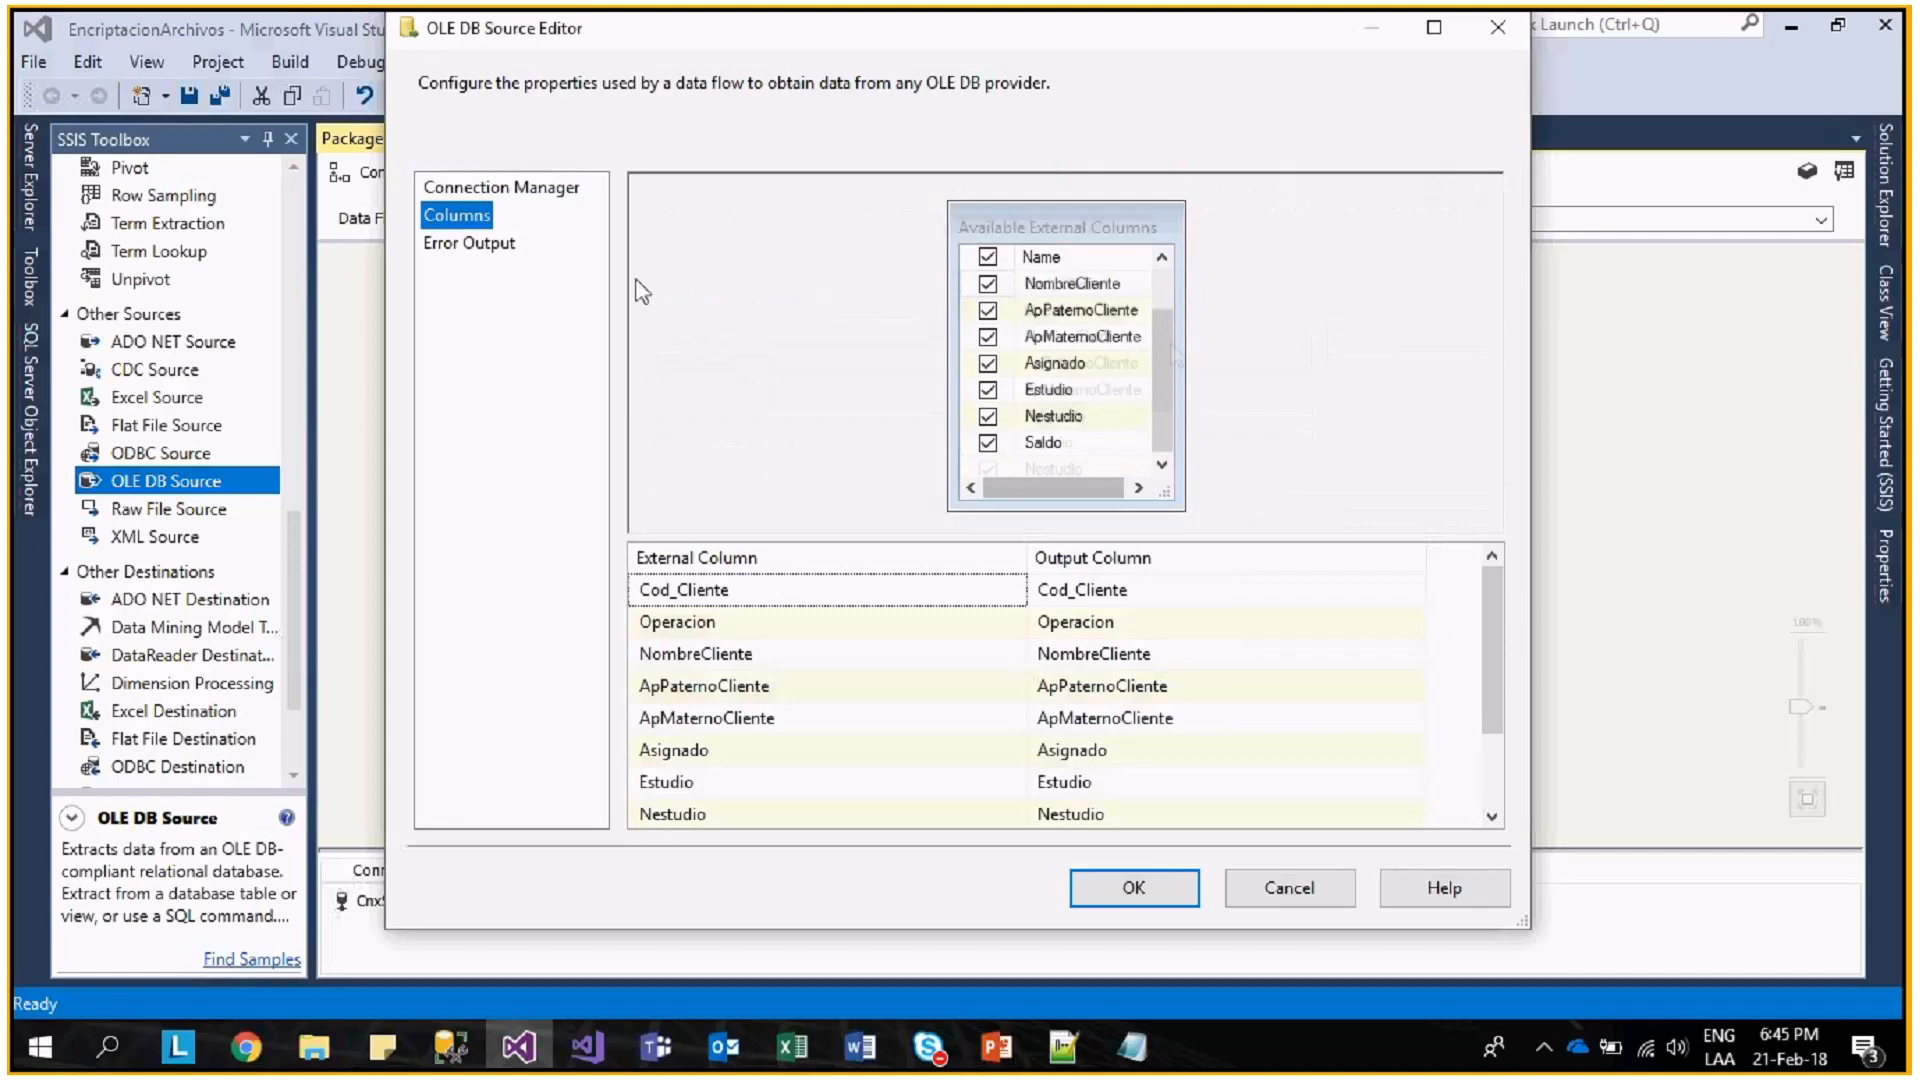 EncriptacionArchivos - Microsoft Visual Stu
OLE DB Source Editor
Launch (Ctrl+Q)
File Edit View Project Build Debug
Configure the properties used by a data flow to obtain data from any OLE DB provider.
Server Explorer
Toolbox
SQL Server Object Explorer
SSIS Toolbox
Pivot
Row Sampling
Term Extraction
Term Lookup
Unpivot
Other Sources
ADO NET Source
CDC Source
Excel Source
Flat File Source
ODBC Source
OLE DB Source
Raw File Source
XML Source
Other Destinations
ADO NET Destination
Data Mining Model T...
DataReader Destinat...
Dimension Processing
Excel Destination
Flat File Destination
ODBC Destination
OLE DB Source
Extracts data from an OLE DB-
compliant relational database.
Extract from a database table or
view, or use a SQL command....
Find Samples
Package
Con
Data F
Conn
Cnx
Connection Manager
Columns
Error Output
Available External Columns
Name
NombreCliente
ApPaternoCliente
ApMaternoCliente
Asignado
Estudio
Nestudio
Saldo
Nestudio
External Column Output Column
Cod_Cliente Cod_Cliente
Operacion Operacion
NombreCliente NombreCliente
ApPaternoCliente ApPaternoCliente
ApMaternoCliente ApMaternoCliente
Asignado Asignado
Estudio Estudio
Nestudio Nestudio
OK Cancel Help
Solution Explorer
Class View
Getting Started (SSIS)
Properties
100%
Ready
ENG
LAA
6:45 PM
21-Feb-18
3